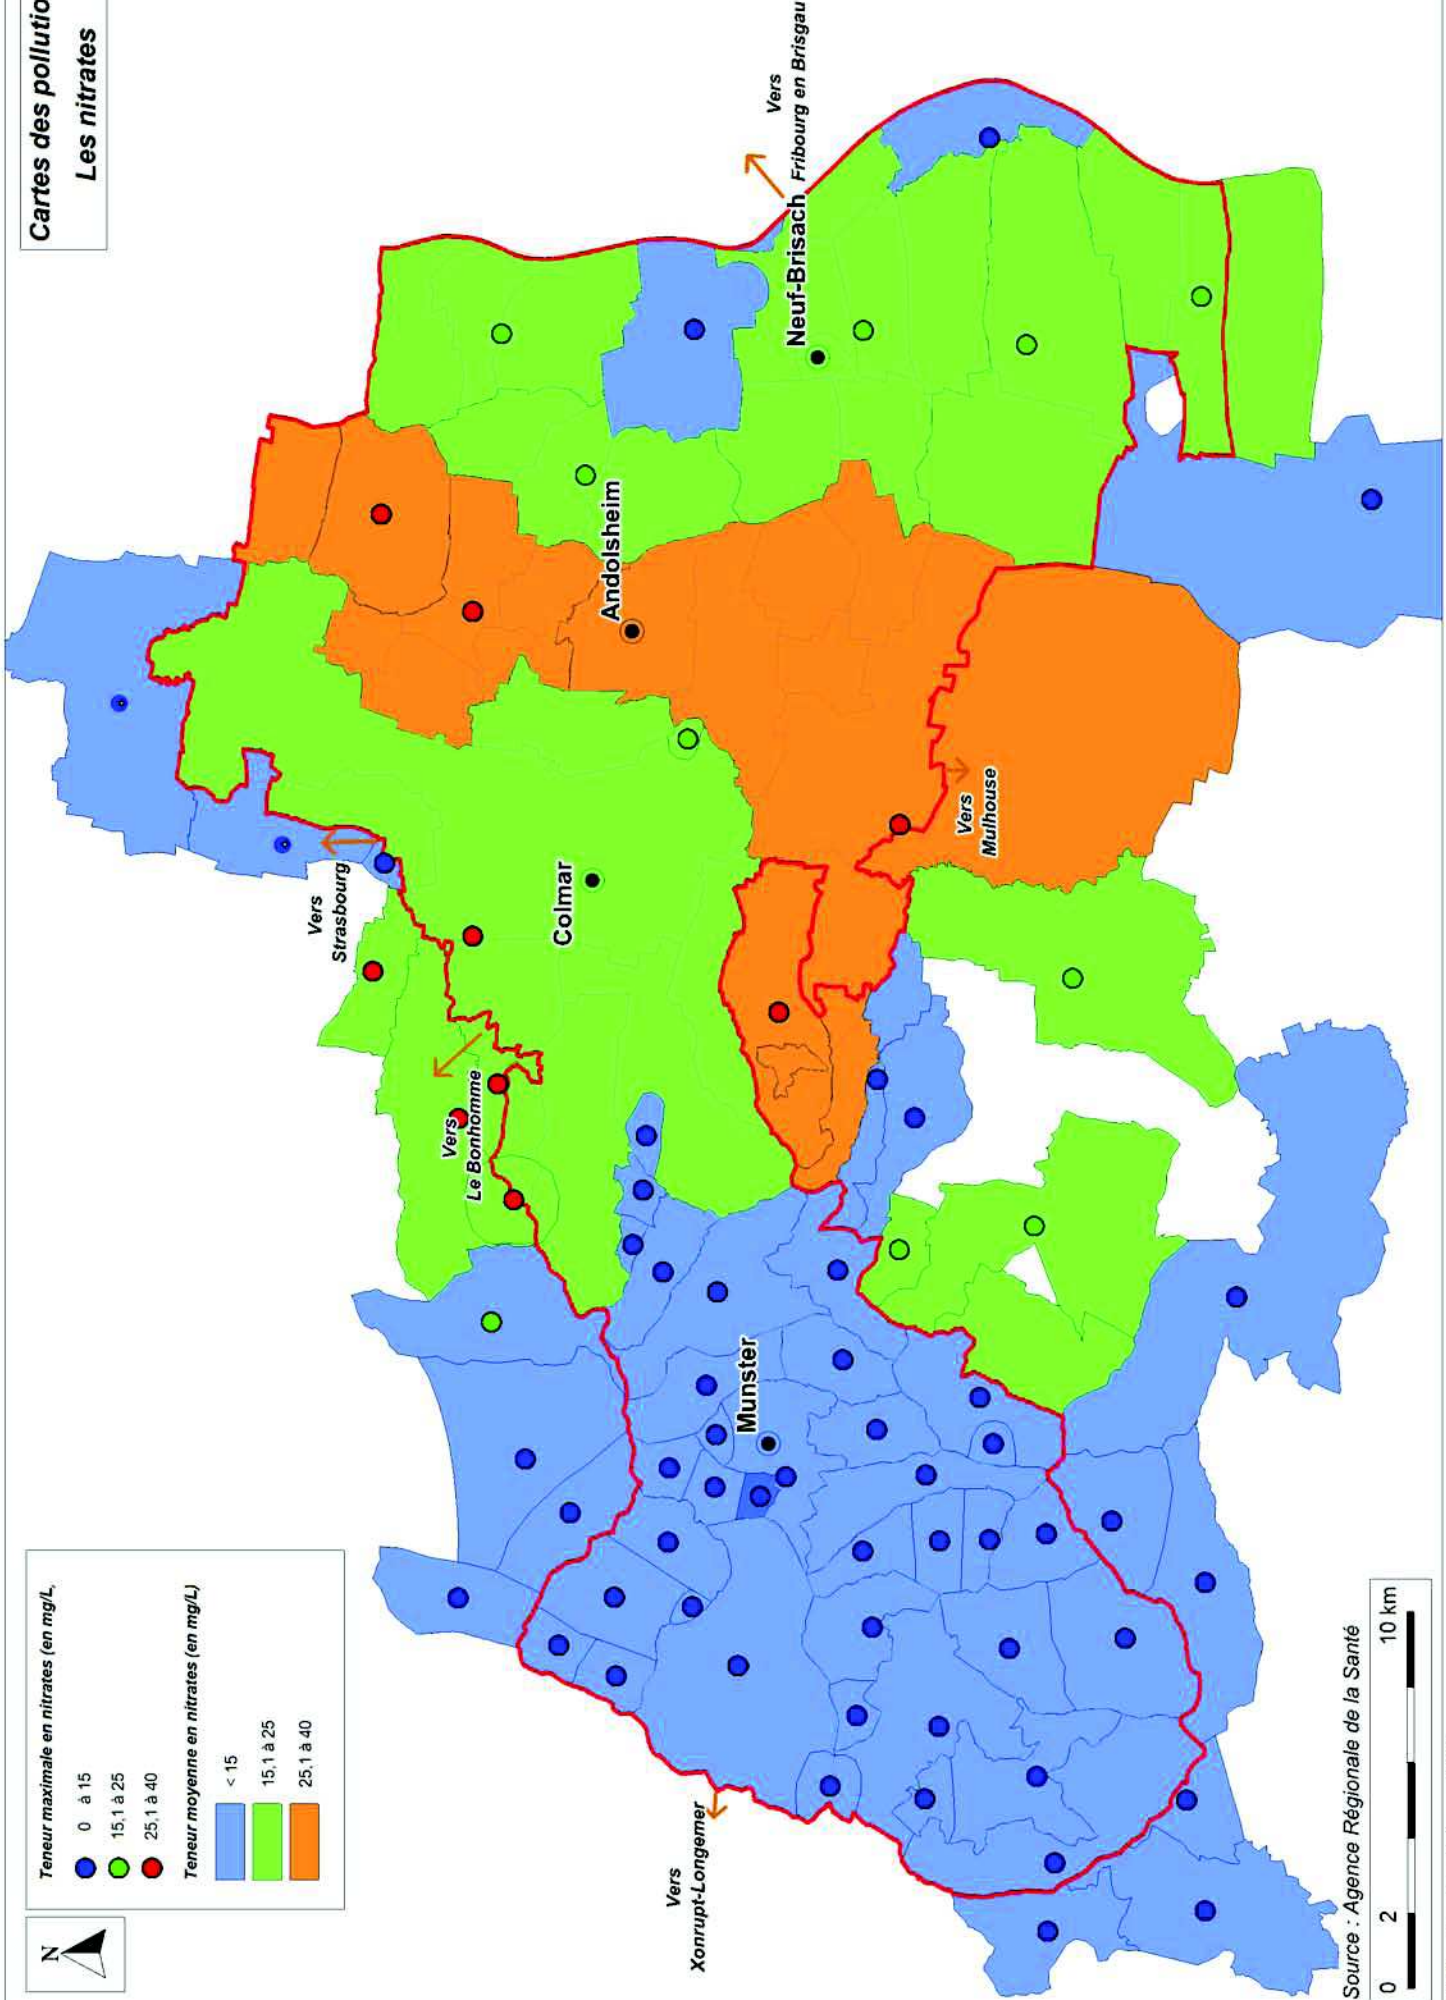 Cartes des pollutio
Les nitrates
N
Teneur maximale en nitrates (en mg/L,
0 à 15
15,1 à 25
25,1 à 40
Teneur moyenne en nitrates (en mg/L)
< 15
15,1 à 25
25,1 à 40
Vers
Strasbourg
Vers
Fribourg en Brisgau
Neuf-Brisach
Andolsheim
Colmar
Vers
Le Bonhomme
Vers
Mulhouse
Munster
Vers
Xonrupt-Longemer
Source : Agence Régionale de la Santé
0 2 10 km